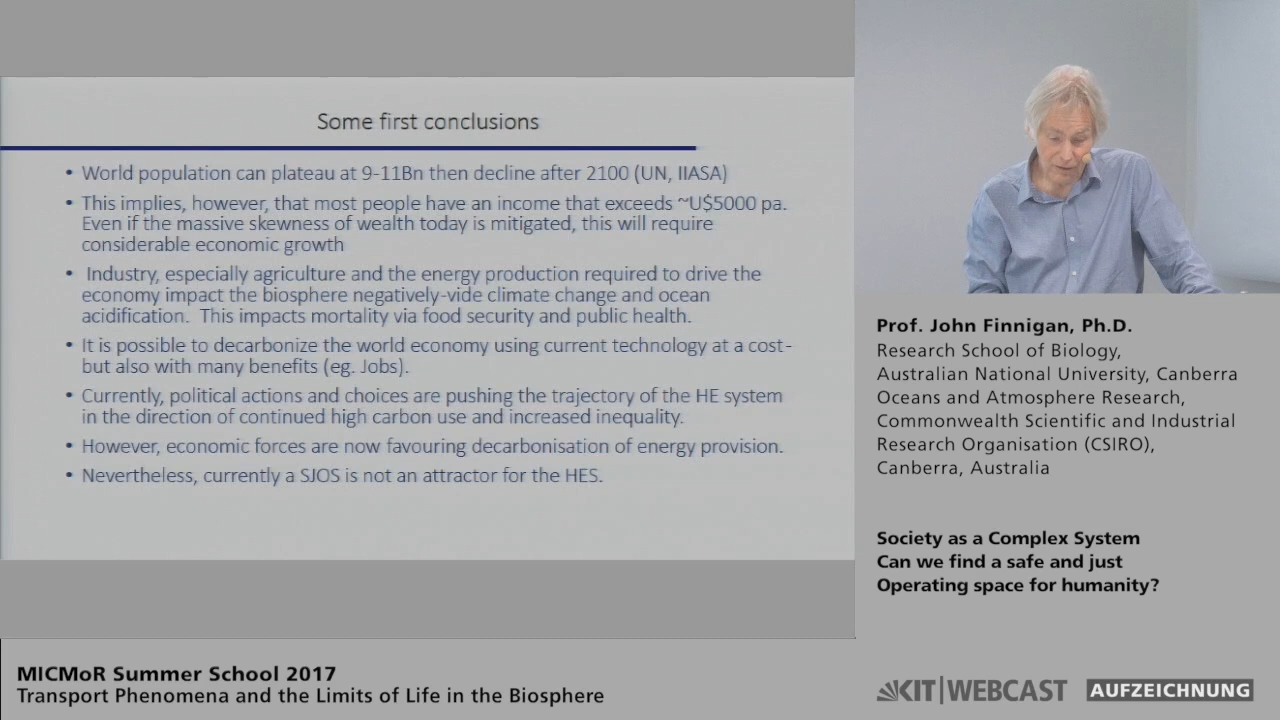 Some first conclusions
• World population can plateau at 9-11Bn then decline after 2100 (UN, IIASA)
• This implies, however, that most people have an income that exceeds ~U$5000 pa.
Even if the massive skewness of wealth today is mitigated, this will require
considerable economic growth
• Industry, especially agriculture and the energy production required to drive the
economy impact the biosphere negatively-vide climate change and ocean
acidification. This impacts mortality via food security and public health.
• It is possible to decarbonize the world economy using current technology at a cost-
but also with many benefits (eg. Jobs).
• Currently, political actions and choices are pushing the trajectory of the HE system
in the direction of continued high carbon use and increased inequality.
• However, economic forces are now favouring decarbonisation of energy provision.
• Nevertheless, currently a SJOS is not an attractor for the HES.
Prof. John Finnigan, Ph.D.
Research School of Biology,
Australian National University, Canberra
Oceans and Atmosphere Research,
Commonwealth Scientific and Industrial
Research Organisation (CSIRO),
Canberra, Australia
Society as a Complex System
Can we find a safe and just
Operating space for humanity?
MICMoR Summer School 2017
Transport Phenomena and the Limits of Life in the Biosphere
KIT|WEBCAST AUFZEICHNUNG